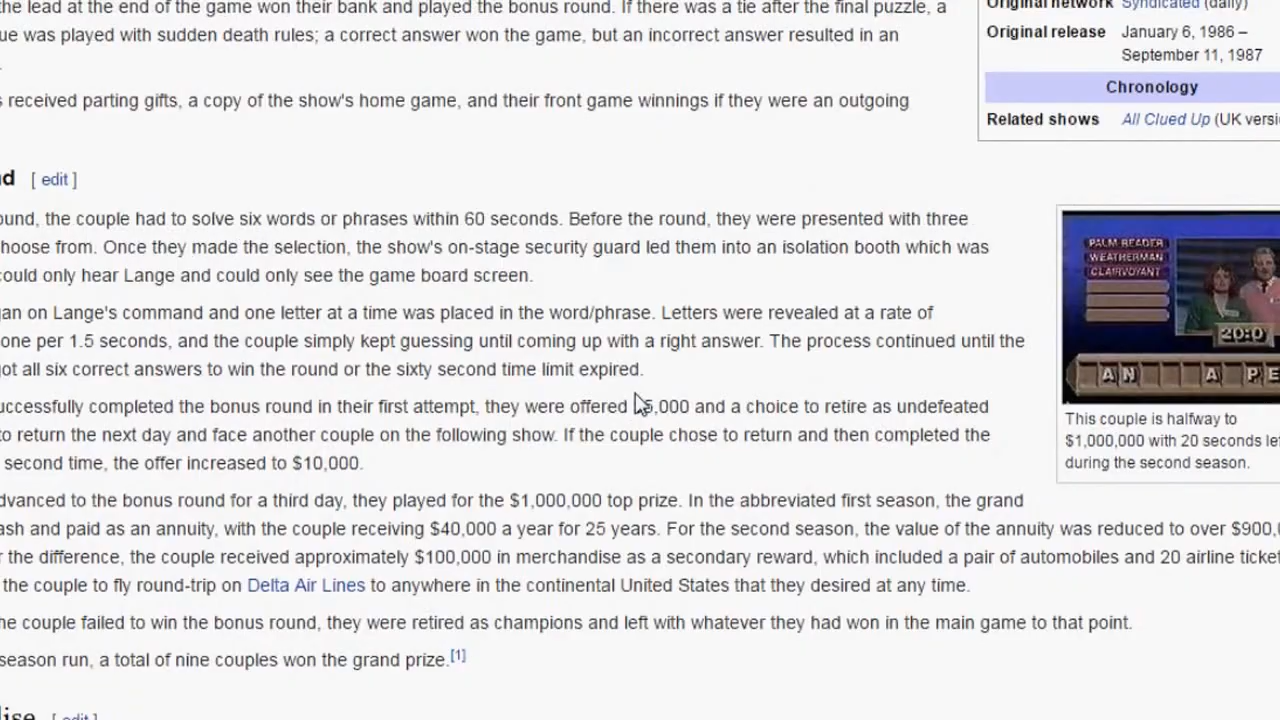 the lead at the end of the game won their bank and played the bonus round. If there was a tie after the final puzzle, a
ue was played with sudden death rules; a correct answer won the game, but an incorrect answer resulted in an
.
s received parting gifts, a copy of the show's home game, and their front game winnings if they were an outgoing
Original network Syndicated (daily)
Original release January 6, 1986 –
September 11, 1987
Chronology
Related shows All Clued Up (UK versi
d [ edit ]
ound, the couple had to solve six words or phrases within 60 seconds. Before the round, they were presented with three
hoose from. Once they made the selection, the show's on-stage security guard led them into an isolation booth which was
could only hear Lange and could only see the game board screen.
an on Lange's command and one letter at a time was placed in the word/phrase. Letters were revealed at a rate of
one per 1.5 seconds, and the couple simply kept guessing until coming up with a right answer. The process continued until the
ot all six correct answers to win the round or the sixty second time limit expired.
uccessfully completed the bonus round in their first attempt, they were offered 5,000 and a choice to retire as undefeated
to return the next day and face another couple on the following show. If the couple chose to return and then completed the
second time, the offer increased to $10,000.
dvanced to the bonus round for a third day, they played for the $1,000,000 top prize. In the abbreviated first season, the grand
ash and paid as an annuity, with the couple receiving $40,000 a year for 25 years. For the second season, the value of the annuity was reduced to over $900,0
r the difference, the couple received approximately $100,000 in merchandise as a secondary reward, which included a pair of automobiles and 20 airline ticket
the couple to fly round-trip on Delta Air Lines to anywhere in the continental United States that they desired at any time.
he couple failed to win the bonus round, they were retired as champions and left with whatever they had won in the main game to that point.
season run, a total of nine couples won the grand prize.[1]
PALM READER
WEATHERMAN
CLAIRVOYANT
20:0
AN A PE
This couple is halfway to
$1,000,000 with 20 seconds lef
during the second season.
lise [ edit ]